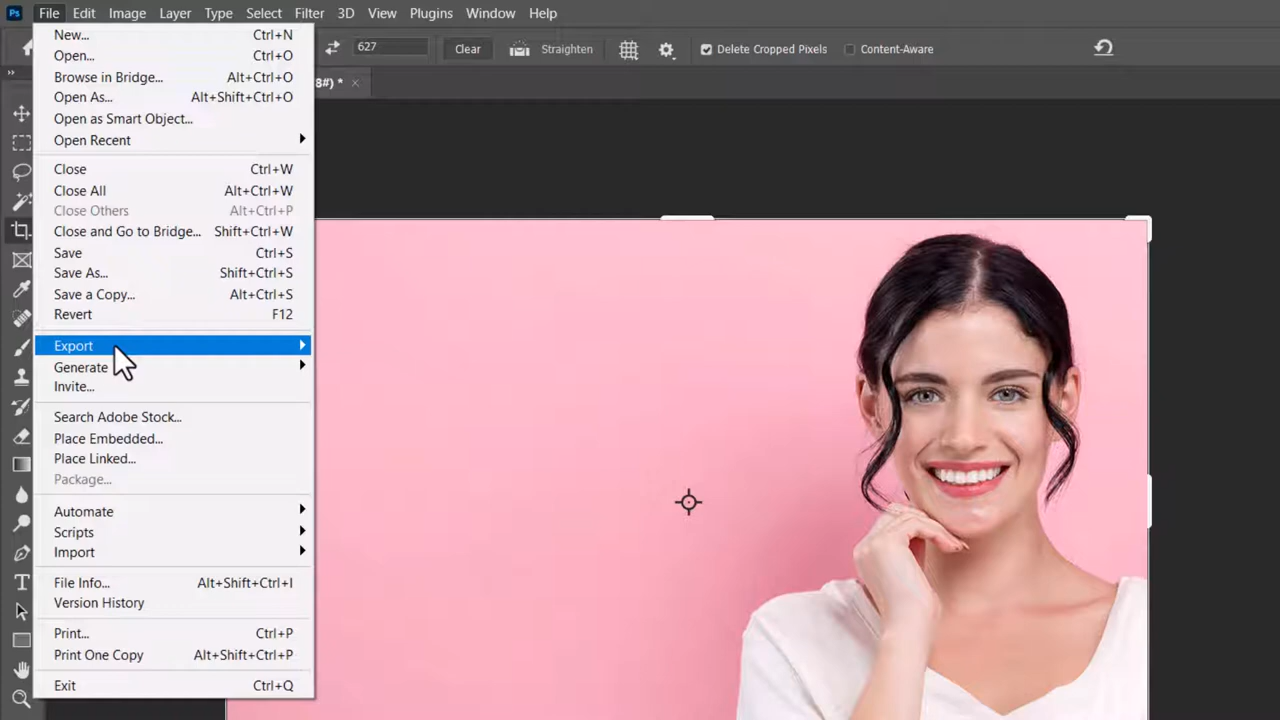 Ps File Edit Image Layer Type Select Filter 3D View Plugins Window Help
627 Clear Straighten Delete Cropped Pixels Content-Aware
8#) * ×
New... Ctrl+N
Open... Ctrl+O
Browse in Bridge... Alt+Ctrl+O
Open As... Alt+Shift+Ctrl+O
Open as Smart Object...
Open Recent
Close Ctrl+W
Close All Alt+Ctrl+W
Close Others Alt+Ctrl+P
Close and Go to Bridge... Shift+Ctrl+W
Save Ctrl+S
Save As... Shift+Ctrl+S
Save a Copy... Alt+Ctrl+S
Revert F12
Export
Generate
Invite...
Search Adobe Stock...
Place Embedded...
Place Linked...
Package...
Automate
Scripts
Import
File Info... Alt+Shift+Ctrl+I
Version History
Print... Ctrl+P
Print One Copy Alt+Shift+Ctrl+P
Exit Ctrl+Q